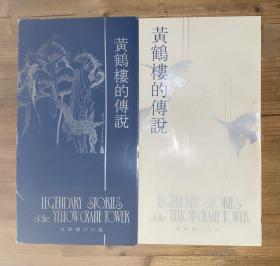 黃鶴樓的傳說
LEGENDARY STORIES
of the YELLOW CRANE TOWER
黃鶴樓的傳說
LEGENDARY STORIES
of the YELLOW CRANE TOWER